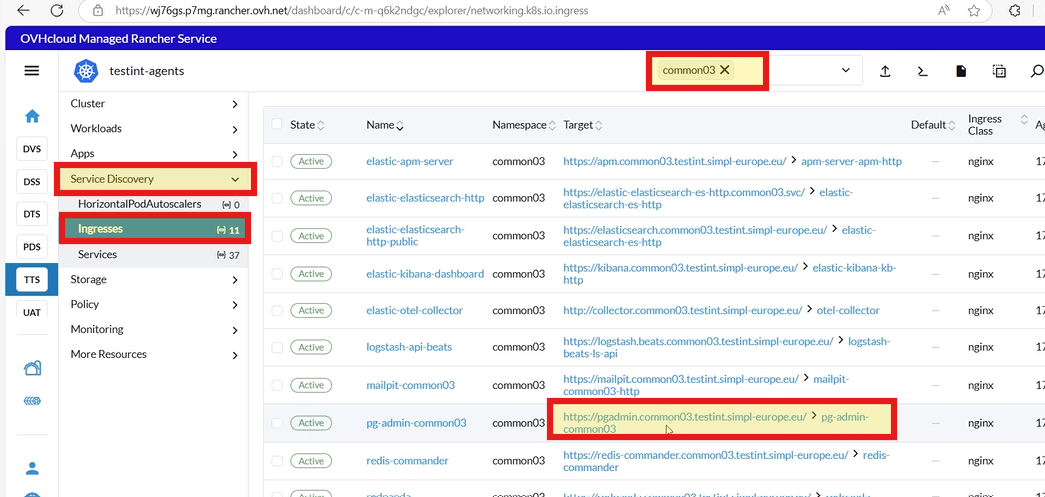 https://wj76gs.p7mg.rancher.ovh.net/dashboard/c/c-m-q6k2ndgc/explorer/networking.k8s.io.ingress
OVHcloud Managed Rancher Service
testint-agents
common03
DVS
DSS
DTS
PDS
TTS
UAT
Cluster
Workloads
Apps
Service Discovery
HorizontalPodAutoscalers 0
Ingresses 11
Services 37
Storage
Policy
Monitoring
More Resources
State Name Namespace Target Default Ingress Class
Active elastic-apm-server common03 https://apm.common03.testint.simpl-europe.eu/ > apm-server-apm-http — nginx 17
Active elastic-elasticsearch-http common03 https://elastic-elasticsearch-es-http.common03.svc/ > elastic-
elasticsearch-es-http — nginx 17
Active elastic-elasticsearch-
http-public common03 https://elasticsearch.common03.testint.simpl-europe.eu/ > elastic-
elasticsearch-es-http — nginx 17
Active elastic-kibana-dashboard common03 https://kibana.common03.testint.simpl-europe.eu/ > elastic-kibana-kb-
http — nginx 17
Active elastic-otel-collector common03 http://collector.common03.testint.simpl-europe.eu/ > otel-collector — nginx 17
Active logstash-api-beats common03 https://logstash.beats.common03.testint.simpl-europe.eu/ > logstash-
beats-ls-api — nginx 17
Active mailpit-common03 common03 https://mailpit.common03.testint.simpl-europe.eu/ > mailpit-
common03-http — nginx 17
Active pg-admin-common03 common03 https://pgadmin.common03.testint.simpl-europe.eu/ > pg-admin-
common03 — nginx 17
Active redis-commander common03 https://redis-commander.common03.testint.simpl-europe.eu/ > redis-
commander — nginx 17